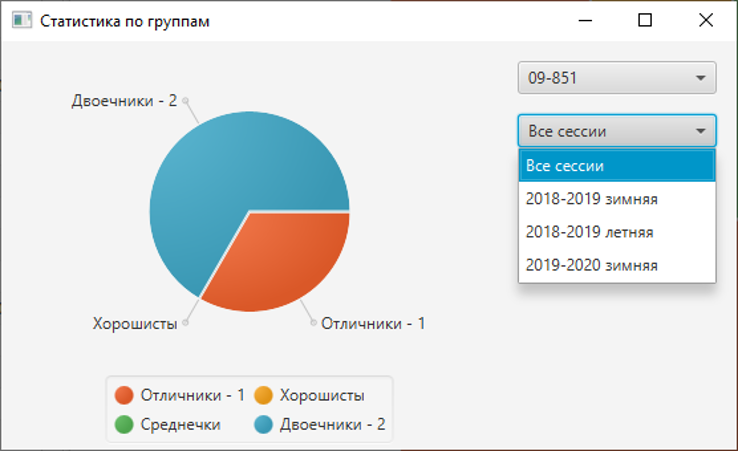 Статистика по группам
09-851
Двоечники - 2
Все сессии
Все сессии
2018-2019 зимняя
2018-2019 летняя
2019-2020 зимняя
Хорошисты
Отличники - 1
Отличники - 1
Хорошисты
Среднечки
Двоечники - 2